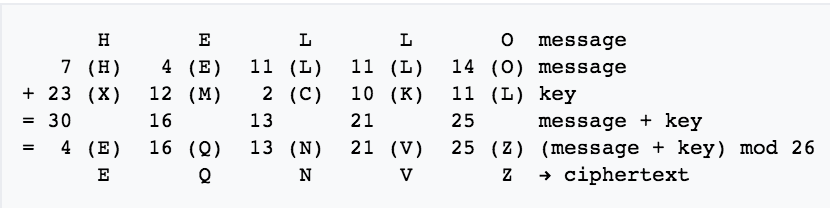 H E L L O message
7 (H) 4 (E) 11 (L) 11 (L) 14 (O) message
+ 23 (X) 12 (M) 2 (C) 10 (K) 11 (L) key
= 30 16 13 21 25 message + key
= 4 (E) 16 (Q) 13 (N) 21 (V) 25 (Z) (message + key) mod 26
E Q N V Z → ciphertext